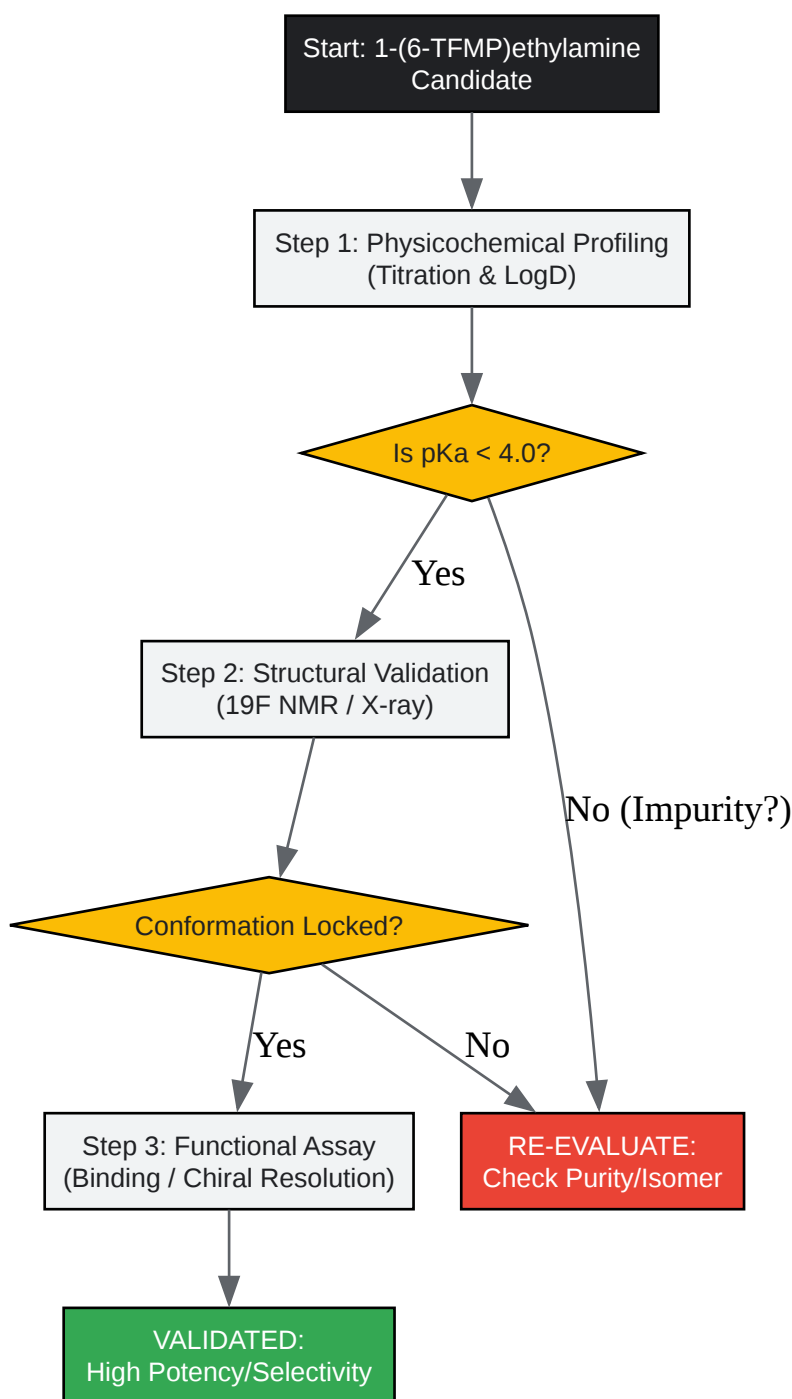 Start: 1-(6-TFMP)ethylamine
Candidate
Step 1: Physicochemical Profiling
(Titration & LogD)
Is pKa < 4.0?
Yes
Step 2: Structural Validation
(19F NMR / X-ray)
No (Impurity?)
Conformation Locked?
Yes
No
Step 3: Functional Assay
(Binding / Chiral Resolution)
RE-EVALUATE:
Check Purity/Isomer
VALIDATED:
High Potency/Selectivity